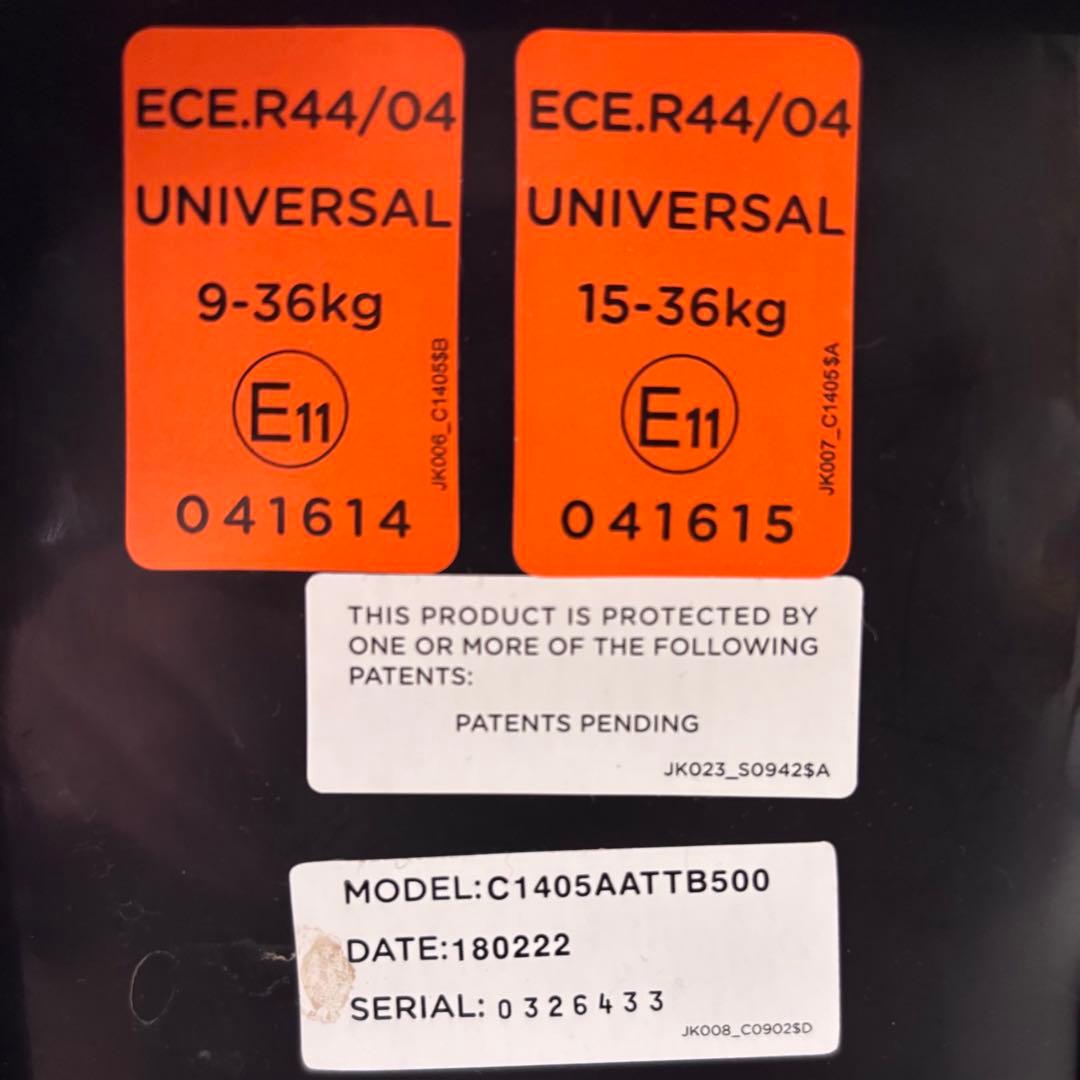 ECE.R44/04
UNIVERSAL
9-36kg
E11
JK006_C1405$B
041614
ECE.R44/04
UNIVERSAL
15-36kg
E11
JK007_C1405$A
041615
THIS PRODUCT IS PROTECTED BY
ONE OR MORE OF THE FOLLOWING
PATENTS:
PATENTS PENDING
JK023_S0942$A
MODEL:C1405AATTB500
DATE:180222
SERIAL: 0326433
JK008_C0902$D